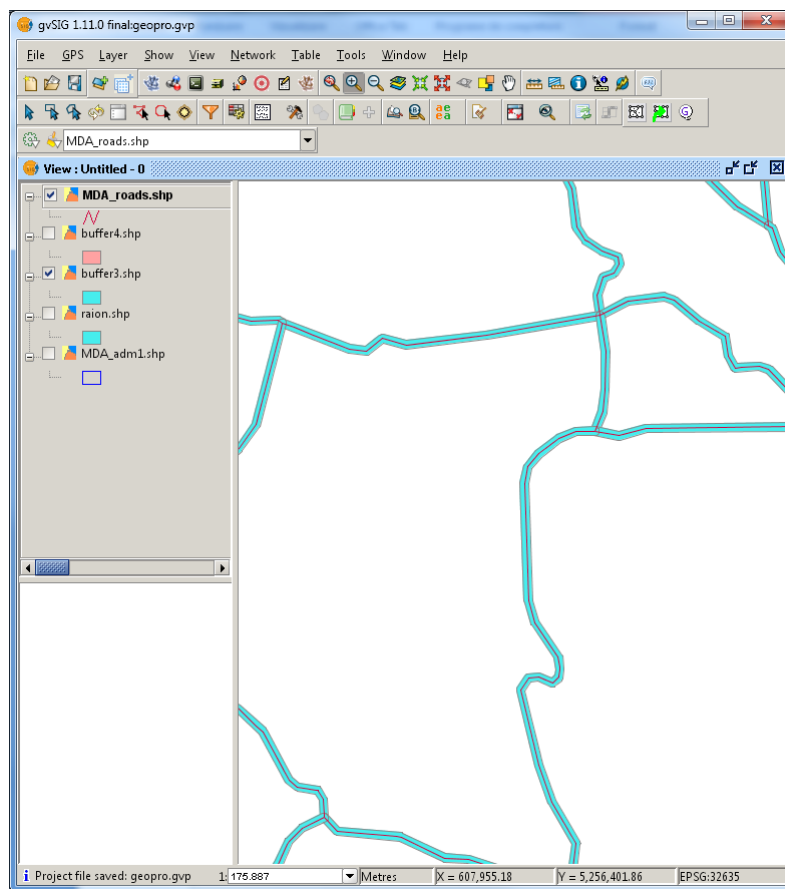 gvSIG 1.11.0 final:geopro.gvp
File GPS Layer Show View Network Table Tools Window Help
MDA_roads.shp
View : Untitled - 0
MDA_roads.shp
buffer4.shp
buffer3.shp
raion.shp
MDA_adm1.shp
Project file saved: geopro.gvp 1: 175.887 Metres X = 607,955.18 Y = 5,256,401.86 EPSG:32635